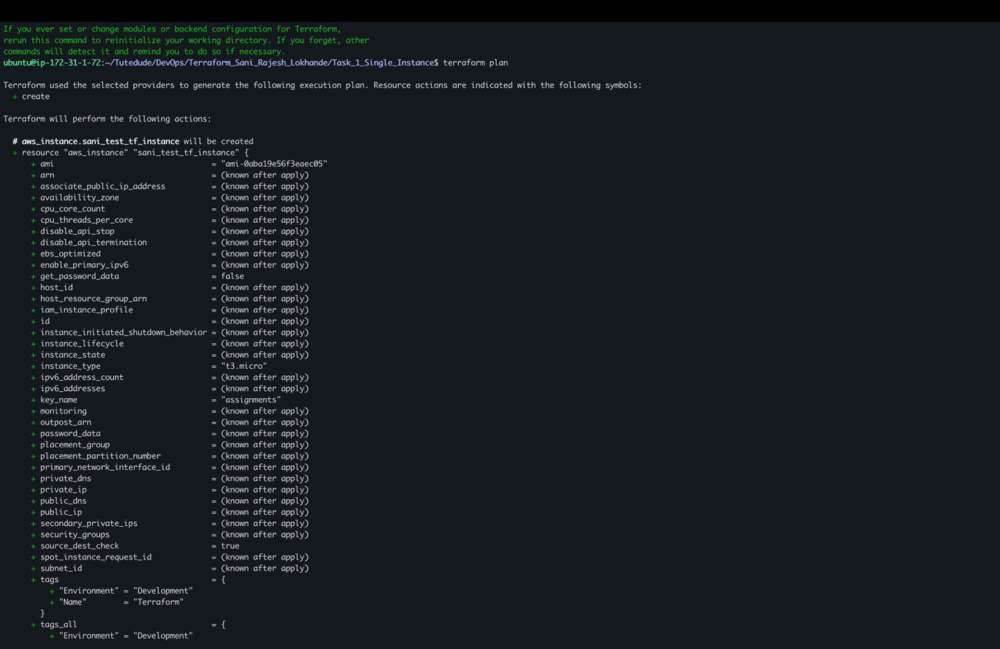 If you ever set or change modules or backend configuration for Terraform,
rerun this command to reinitialize your working directory. If you forget, other
commands will detect it and remind you to do so if necessary.
ubuntu@ip-172-31-1-72:~/Tutedude/DevOps/Terraform_Sani_Rajesh_Lokhande/Task_1_Single_Instance$ terraform plan
Terraform used the selected providers to generate the following execution plan. Resource actions are indicated with the following symbols:
  + create
Terraform will perform the following actions:
  # aws_instance.sani_test_tf_instance will be created
  + resource "aws_instance" "sani_test_tf_instance" {
      + ami                                  = "ami-0aba19e56f3eaec05"
      + arn                                  = (known after apply)
      + associate_public_ip_address          = (known after apply)
      + availability_zone                    = (known after apply)
      + cpu_core_count                       = (known after apply)
      + cpu_threads_per_core                 = (known after apply)
      + disable_api_stop                     = (known after apply)
      + disable_api_termination              = (known after apply)
      + ebs_optimized                        = (known after apply)
      + enable_primary_ipv6                  = (known after apply)
      + get_password_data                    = false
      + host_id                              = (known after apply)
      + host_resource_group_arn              = (known after apply)
      + iam_instance_profile                 = (known after apply)
      + id                                   = (known after apply)
      + instance_initiated_shutdown_behavior = (known after apply)
      + instance_lifecycle                   = (known after apply)
      + instance_state                       = (known after apply)
      + instance_type                        = "t3.micro"
      + ipv6_address_count                   = (known after apply)
      + ipv6_addresses                       = (known after apply)
      + key_name                             = "assignments"
      + monitoring                           = (known after apply)
      + outpost_arn                          = (known after apply)
      + password_data                        = (known after apply)
      + placement_group                      = (known after apply)
      + placement_partition_number           = (known after apply)
      + primary_network_interface_id         = (known after apply)
      + private_dns                          = (known after apply)
      + private_ip                           = (known after apply)
      + public_dns                           = (known after apply)
      + public_ip                            = (known after apply)
      + secondary_private_ips                = (known after apply)
      + security_groups                      = (known after apply)
      + source_dest_check                    = true
      + spot_instance_request_id             = (known after apply)
      + subnet_id                            = (known after apply)
      + tags                                 = {
          + "Environment" = "Development"
          + "Name"        = "Terraform"
        }
      + tags_all                             = {
          + "Environment" = "Development"